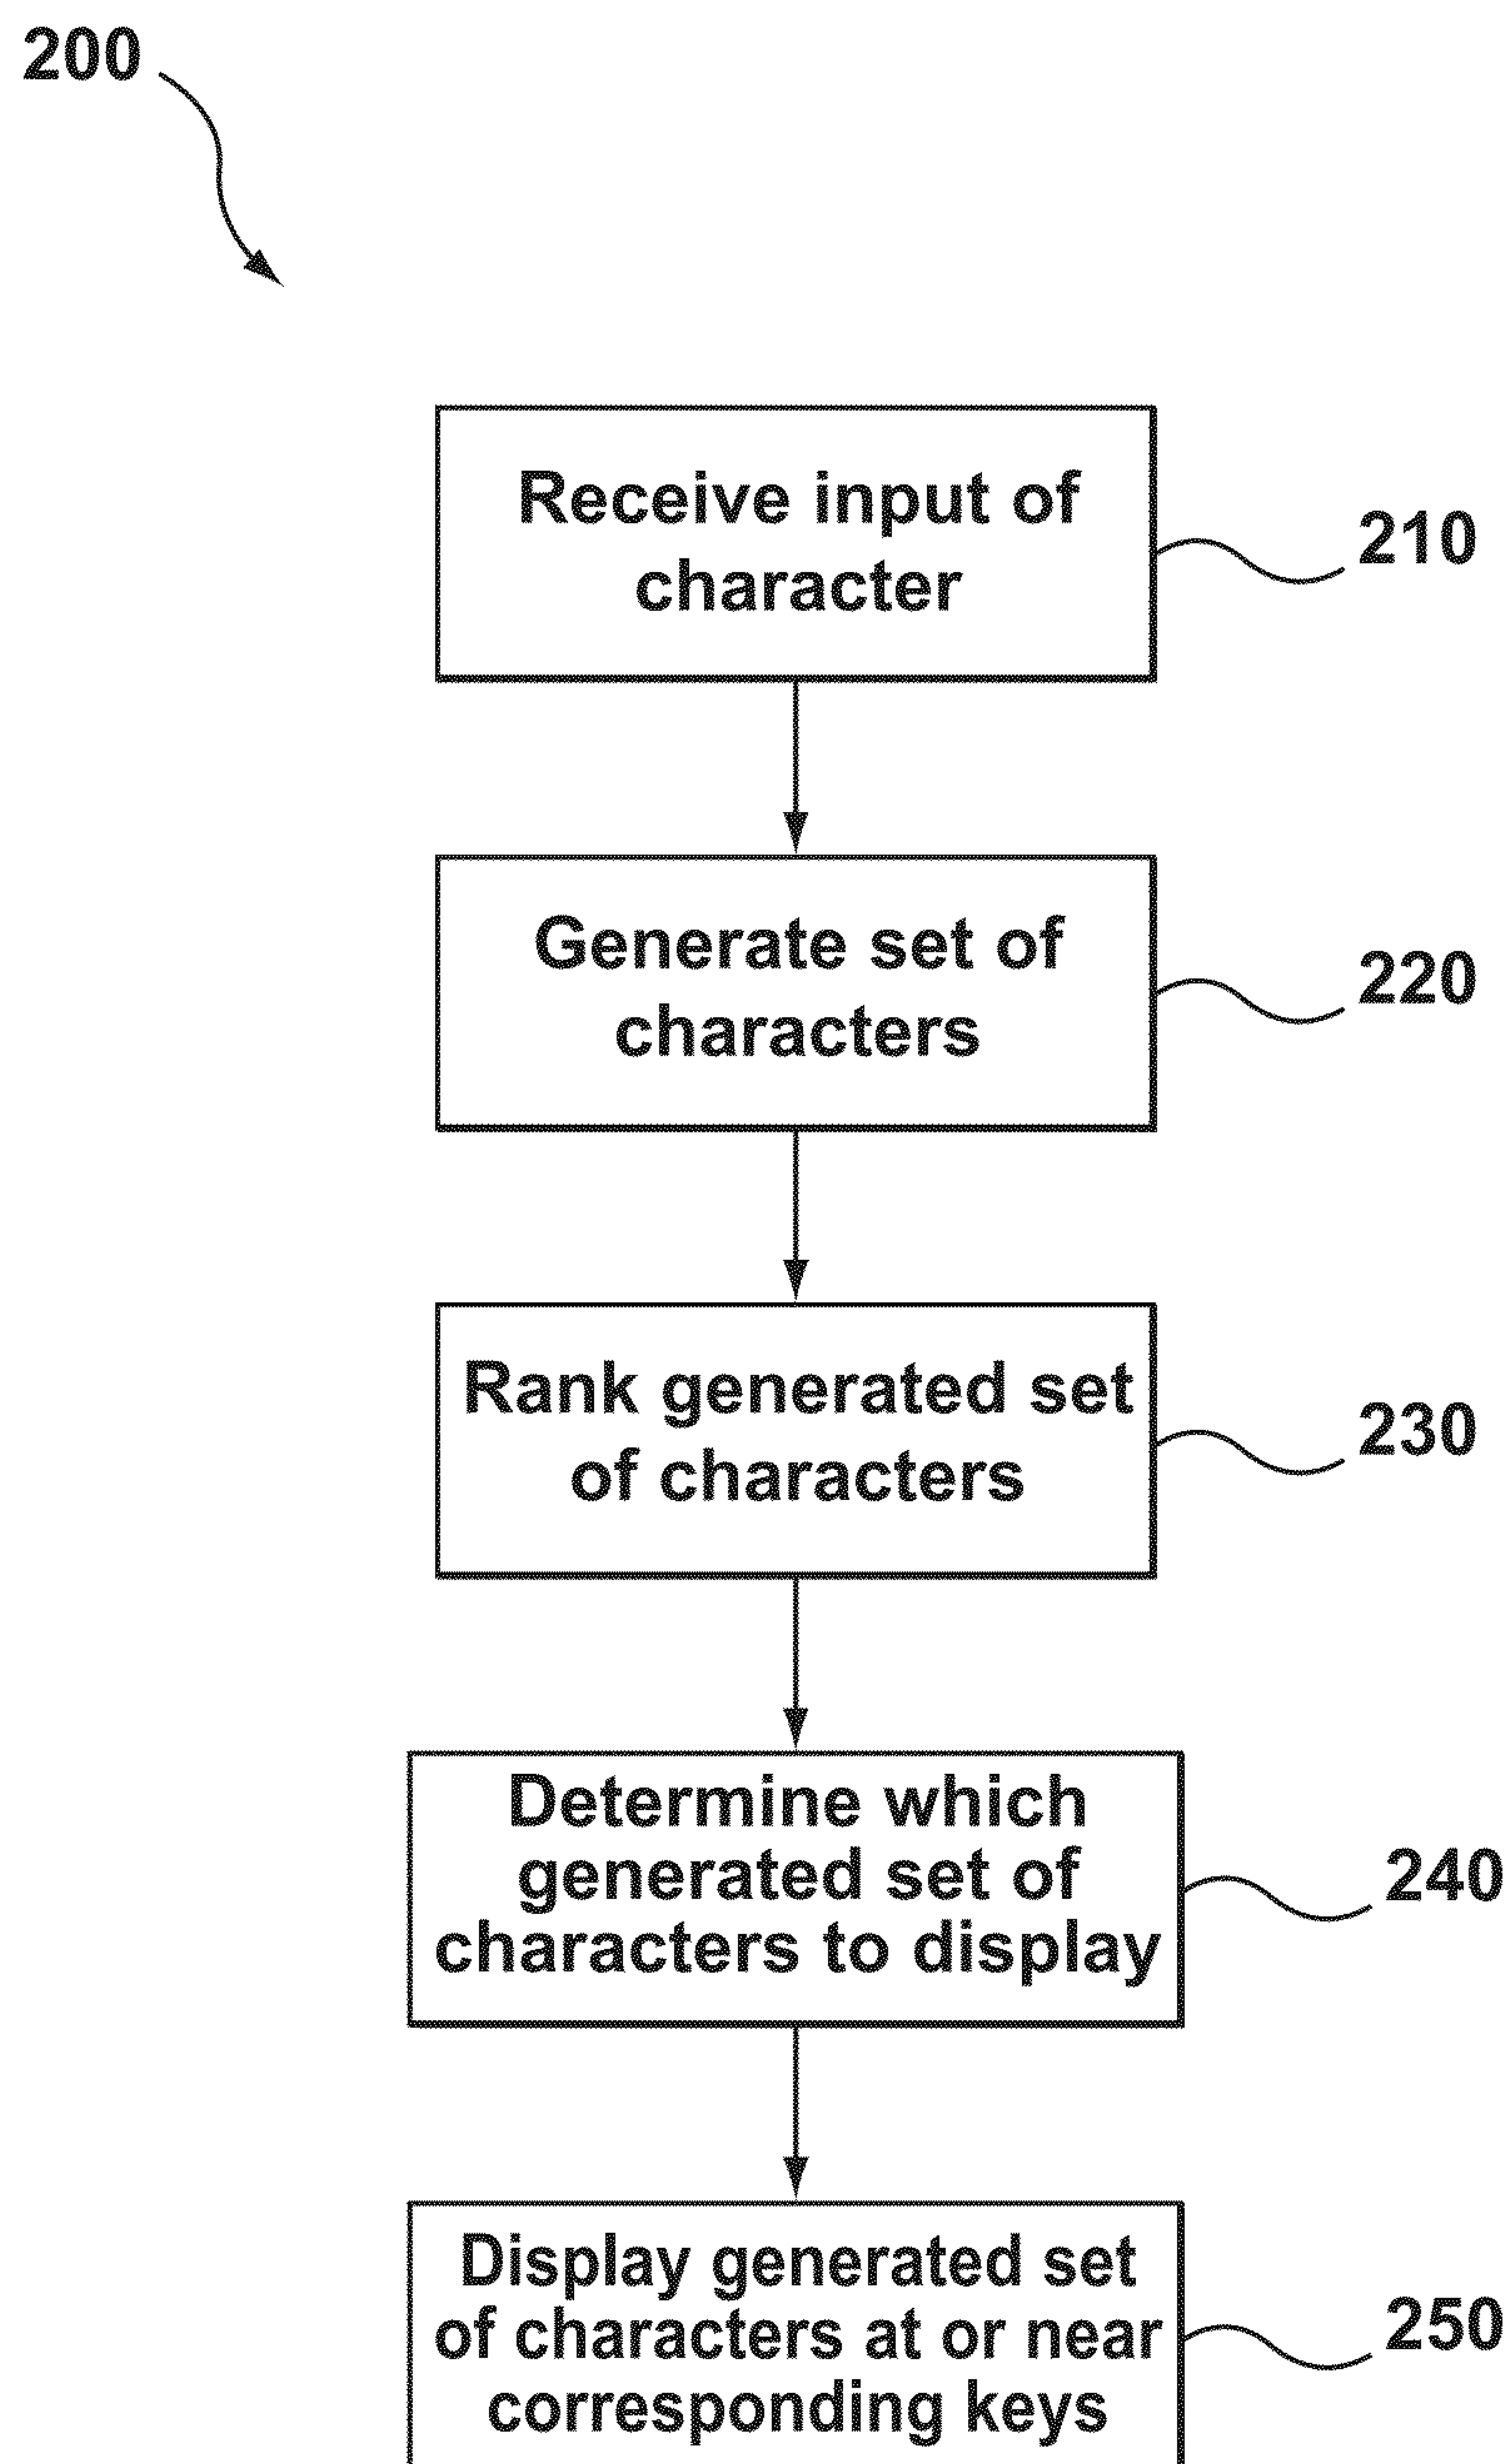 200
Receive input of
character
210
Generate set of
characters
220
Rank generated set
of characters
230
Determine which
generated set of
characters to display
240
Display generated set
of characters at or near
corresponding keys
250